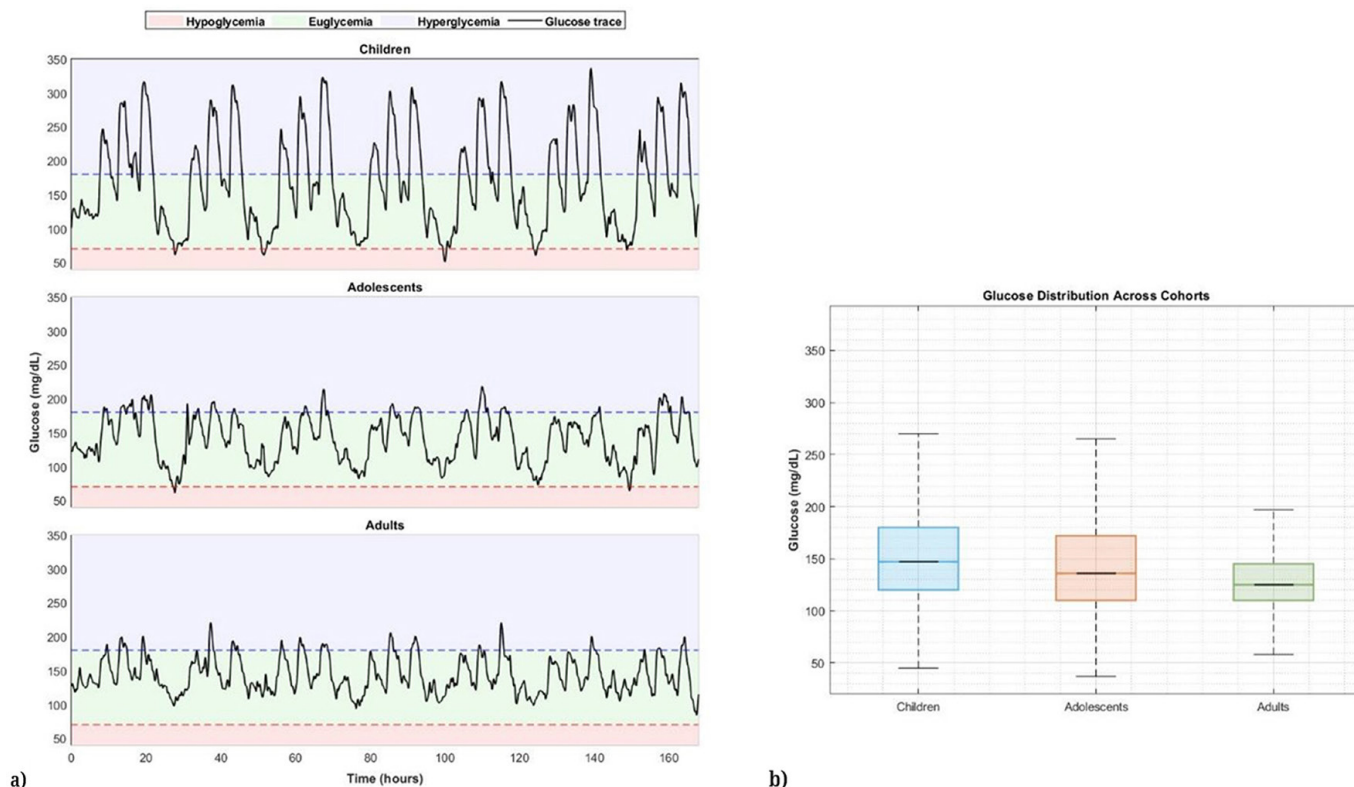 Hypoglycemia Euglycemia Hyperglycemia Glucose trace
Children
350
300
250
200
150
100
50
Adolescents
350
300
250
200
150
100
50
Glucose (mg/dL)
Adults
350
300
250
200
150
100
50
0 20 40 60 80 100 120 140 160
Time (hours)
a)
Glucose Distribution Across Cohorts
350
300
250
200
150
100
50
Glucose (mg/dL)
Children Adolescents Adults
b)